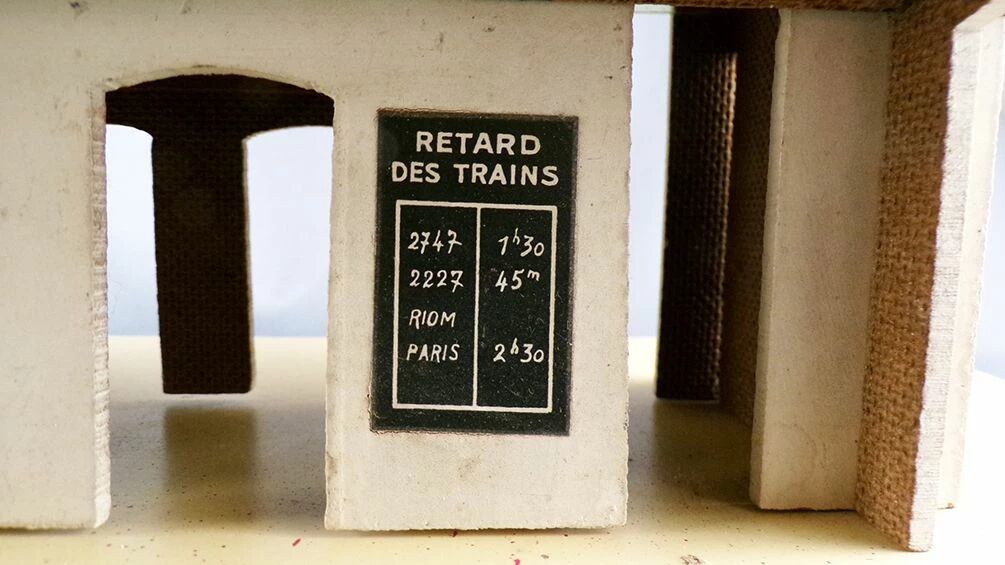 RETARD
DES TRAINS
2747 1ʰ30
2227 45ᵐ
RIOM
PARIS 2ʰ30